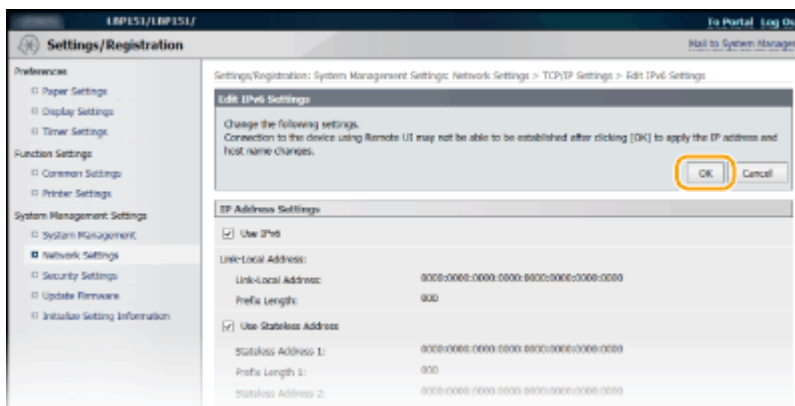 LBP151/LBP151/
To Portal Log Ou
Settings/Registration
Mail to System Manager
Preferences
Paper Settings
Display Settings
Timer Settings
Function Settings
Common Settings
Printer Settings
System Management Settings
System Management
Network Settings
Security Settings
Update Firmware
Initialize Setting Information
Settings/Registration: System Management Settings: Network Settings > TCP/IP Settings > Edit IPv6 Settings
Edit IPv6 Settings
Change the following settings.
Connection to the device using Remote UI may not be able to be established after clicking [OK] to apply the IP address and
host name changes.
OK Cancel
IP Address Settings
Use IPv6
Link-Local Address:
Link-Local Address: 0000:0000:0000:0000:0000:0000:0000:0000
Prefix Length: 000
Use Stateless Address
Stateless Address 1: 0000:0000:0000:0000:0000:0000:0000:0000
Prefix Length 1: 000
Stateless Address 2: 0000:0000:0000:0000:0000:0000:0000:0000